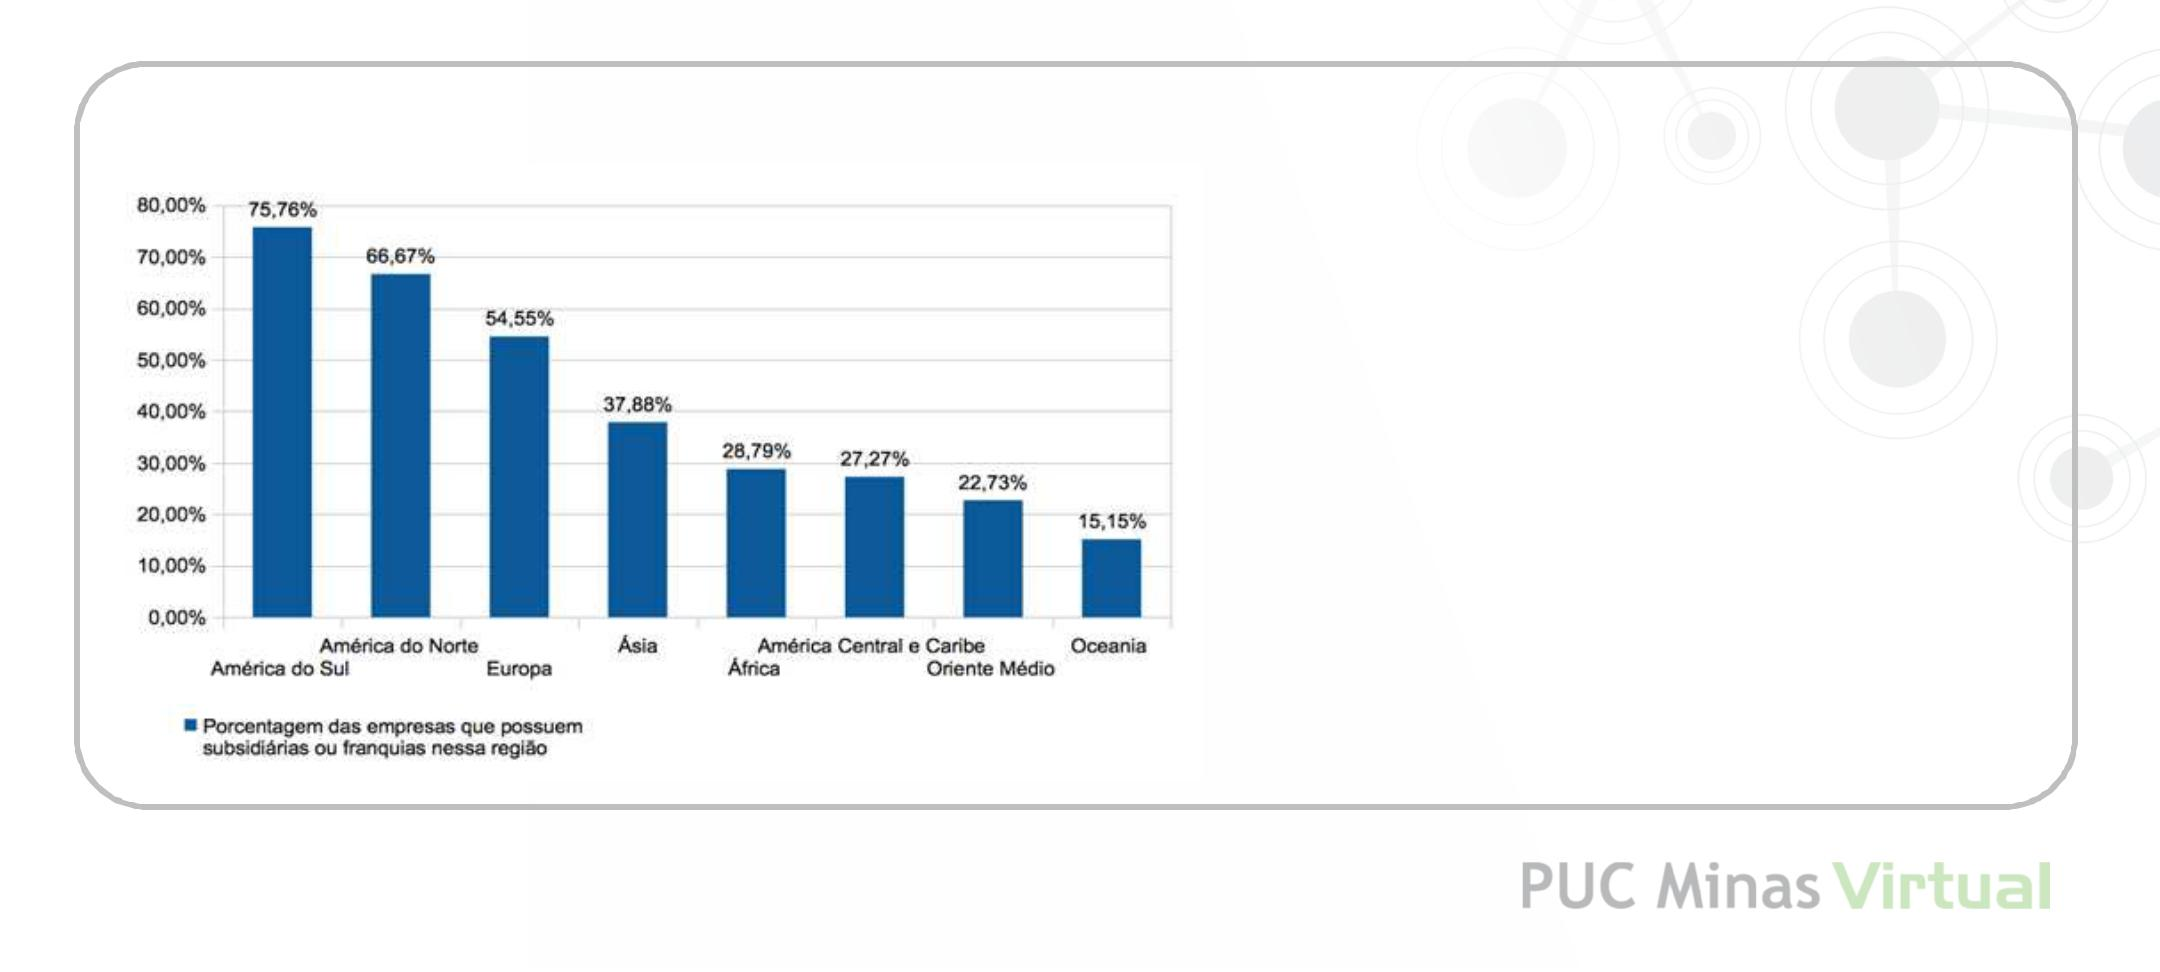 80,00%
70,00%
60,00%
50,00%
40,00%
30,00%
20,00%
10,00%
0,00%
75,76%
66,67%
54,55%
37,88%
28,79%
27,27%
22,73%
15,15%
América do Sul
América do Norte
Europa
Ásia
África
América Central e Caribe
Oriente Médio
Oceania
Porcentagem das empresas que possuem
subsidiárias ou franquias nessa região
PUC Minas Virtual